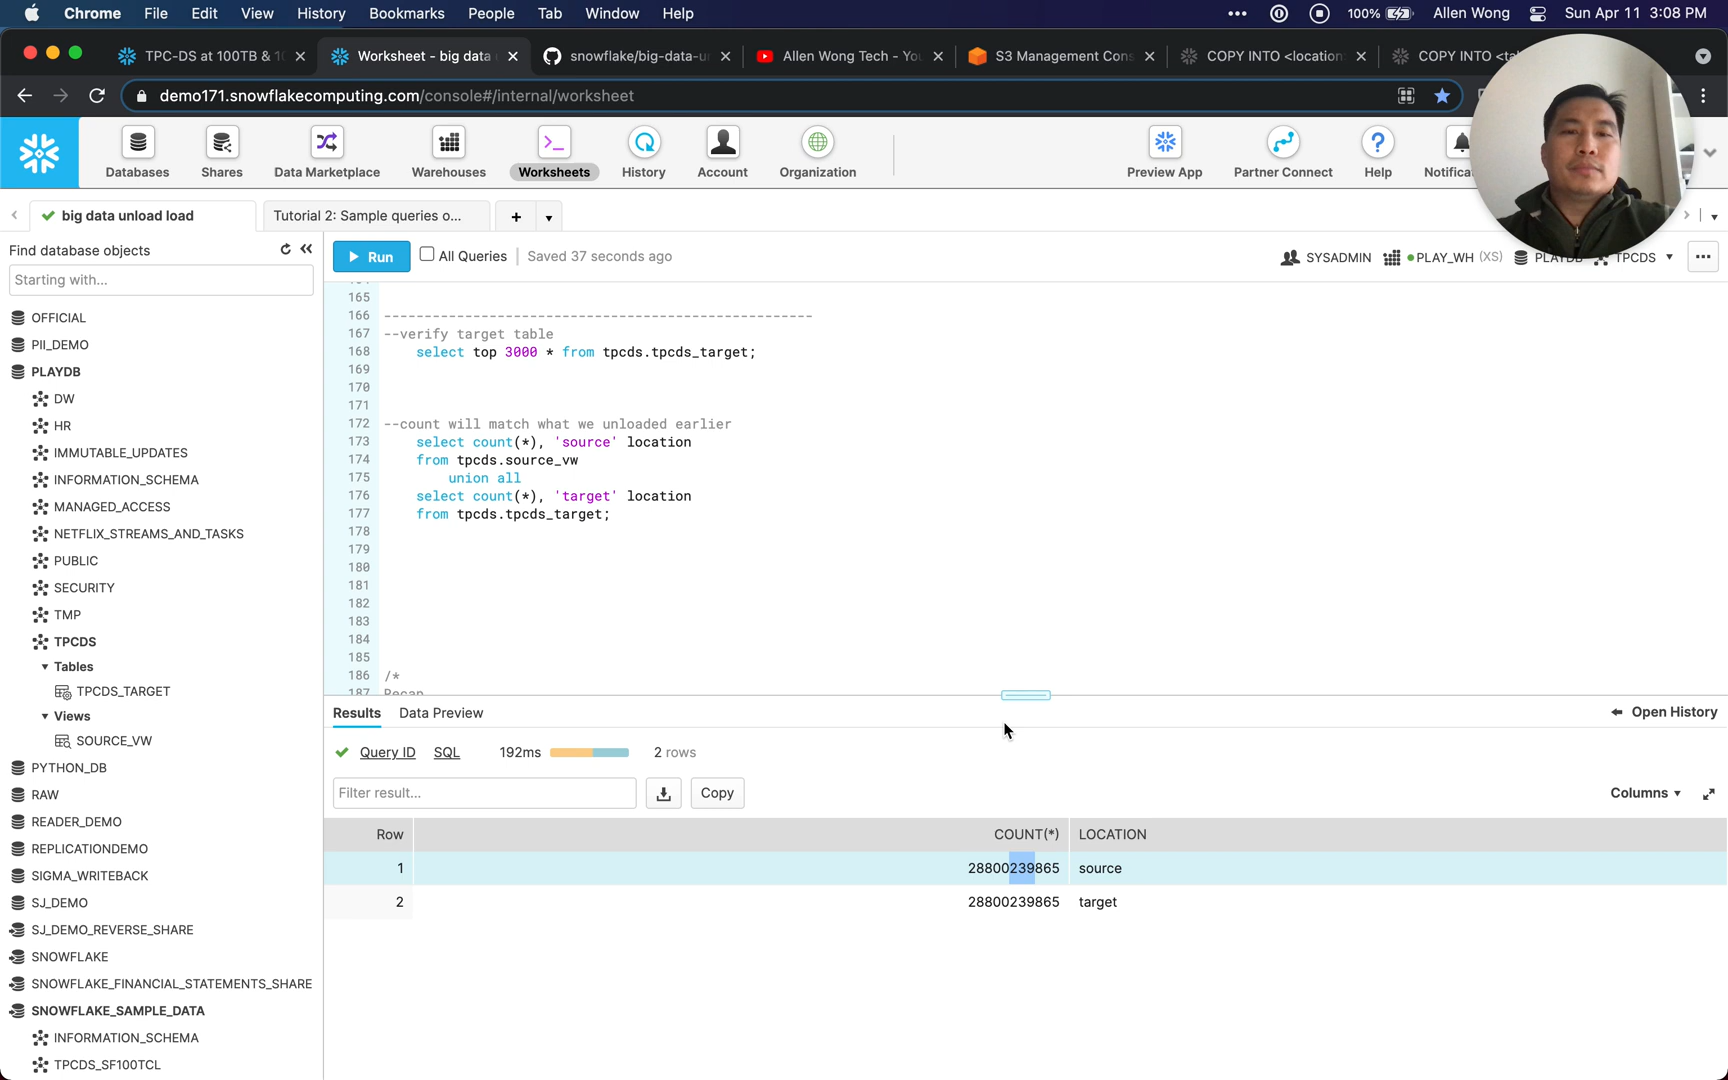 Chrome File Edit View History Bookmarks People Tab Window Help
100% Allen Wong Sun Apr 11 3:08 PM
TPC-DS at 100TB & 1
Worksheet - big data
snowflake/big-data-u
Allen Wong Tech - Yo
S3 Management Cons
COPY INTO <location
COPY INTO <ta
demo171.snowflakecomputing.com/console#/internal/worksheet
Databases
Shares
Data Marketplace
Warehouses
Worksheets
History
Account
Organization
Preview App
Partner Connect
Help
Notifica
big data unload load
Tutorial 2: Sample queries o...
Find database objects
Starting with...
OFFICIAL
PII_DEMO
PLAYDB
DW
HR
IMMUTABLE_UPDATES
INFORMATION_SCHEMA
MANAGED_ACCESS
NETFLIX_STREAMS_AND_TASKS
PUBLIC
SECURITY
TMP
TPCDS
Tables
TPCDS_TARGET
Views
SOURCE_VW
PYTHON_DB
RAW
READER_DEMO
REPLICATIONDEMO
SIGMA_WRITEBACK
SJ_DEMO
SJ_DEMO_REVERSE_SHARE
SNOWFLAKE
SNOWFLAKE_FINANCIAL_STATEMENTS_SHARE
SNOWFLAKE_SAMPLE_DATA
INFORMATION_SCHEMA
TPCDS_SF100TCL
Run All Queries Saved 37 seconds ago
SYSADMIN PLAY_WH (XS) PLAYDB TPCDS
165
166 -----------------------------------------------------
167 --verify target table
168 select top 3000 * from tpcds.tpcds_target;
169
170
171
172 --count will match what we unloaded earlier
173 select count(*), 'source' location
174 from tpcds.source_vw
175 union all
176 select count(*), 'target' location
177 from tpcds.tpcds_target;
178
179
180
181
182
183
184
185
186 /*
187 Recap
Results Data Preview Open History
Query ID SQL 192ms 2 rows
Filter result... Copy Columns
Row COUNT(*) LOCATION
1 28800239865 source
2 28800239865 target